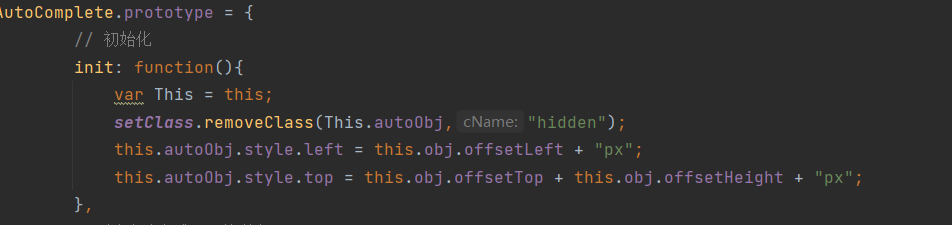 AutoComplete.prototype = {
// 初始化
init: function(){
var This = this;
setClass.removeClass(This.autoObj, cName: "hidden");
this.autoObj.style.left = this.obj.offsetLeft + "px";
this.autoObj.style.top = this.obj.offsetTop + this.obj.offsetHeight + "px";
},